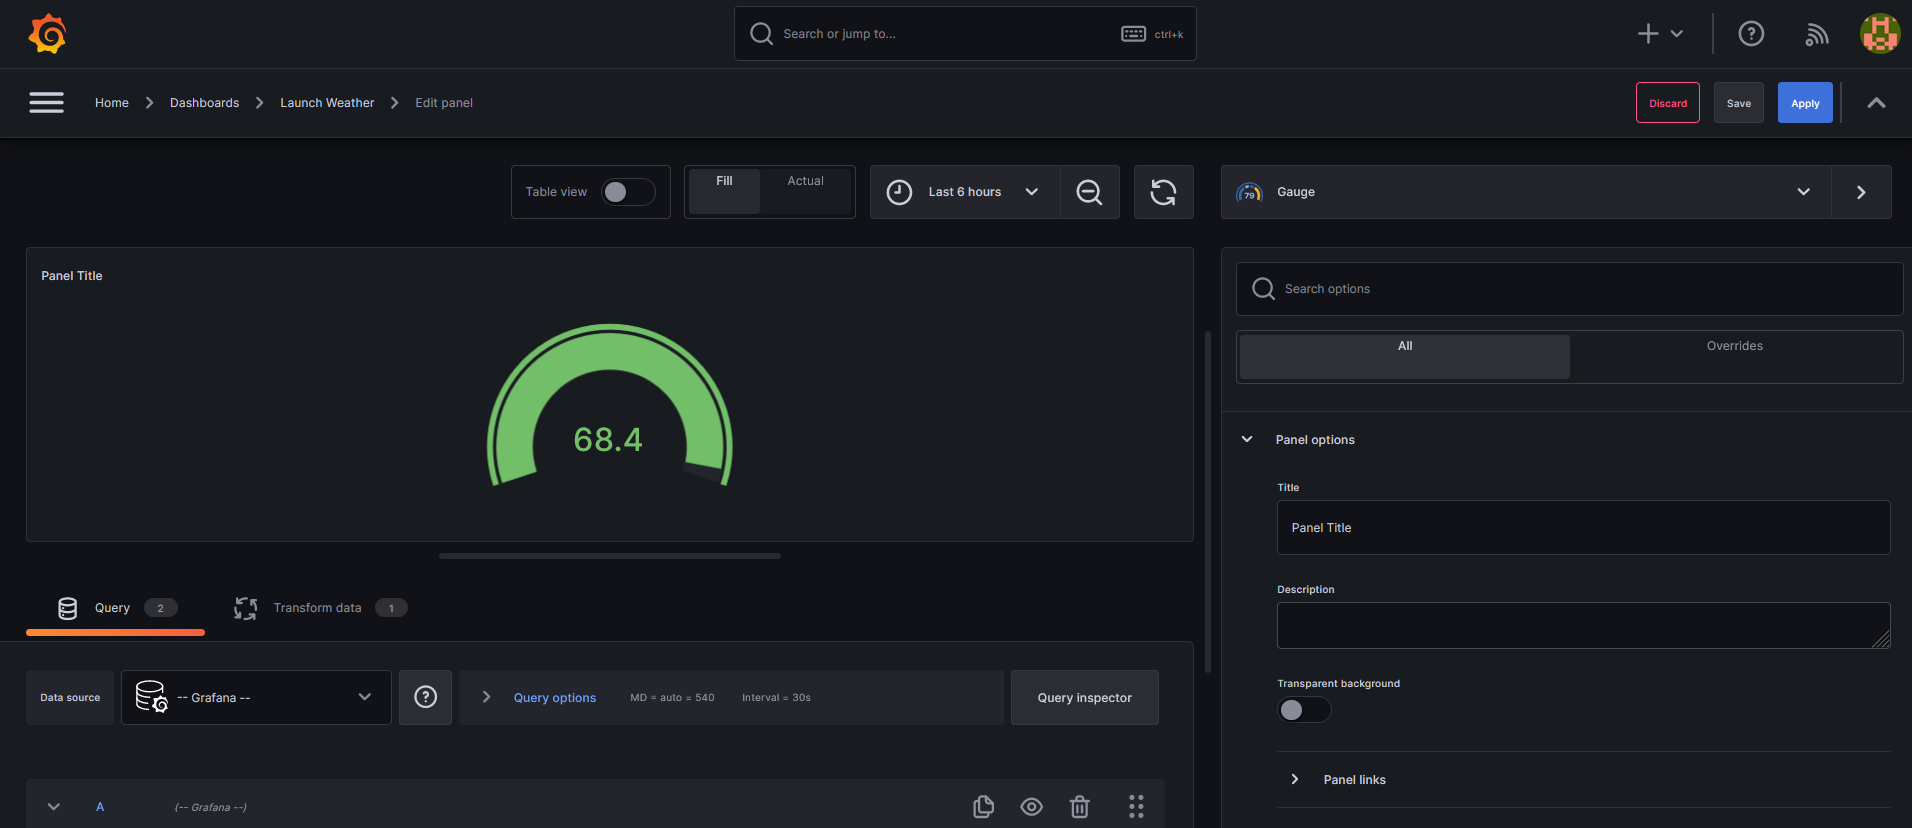 Search or jump to... ctrl+k
Home Dashboards Launch Weather Edit panel Discard Save Apply
Table view Fill Actual Last 6 hours 79 Gauge
Panel Title
68.4
Search options
All Overrides
Panel options
Title
Panel Title
Description
Transparent background
Panel links
Query 2 Transform data 1
Data source -- Grafana -- Query options MD = auto = 540 Interval = 30s Query inspector
A (-- Grafana --)